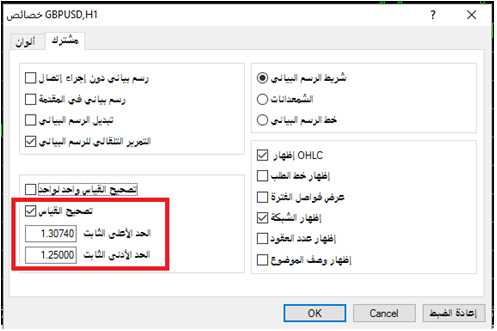 خصائص GBPUSD,H1
مشترك
ألوان
شريط الرسم البياني
الشمعدانات
خط الرسم البياني
إظهار OHLC
إظهار خط الطلب
عرض فواصل الفترة
إظهار الشبكة
إظهار عدد العقود
إظهار وصف الموضوع
رسم بياني دون إجراء إتصال
رسم بياني في المقدمة
تبديل الرسم البياني
التمرير التلقائي للرسم البياني
تصحيح القياس واحد لواحد
تصحيح القياس
الحد الأعلى الثابت 1.30740
الحد الأدنى الثابت 1.25000
OK
Cancel
إعادة الضبط